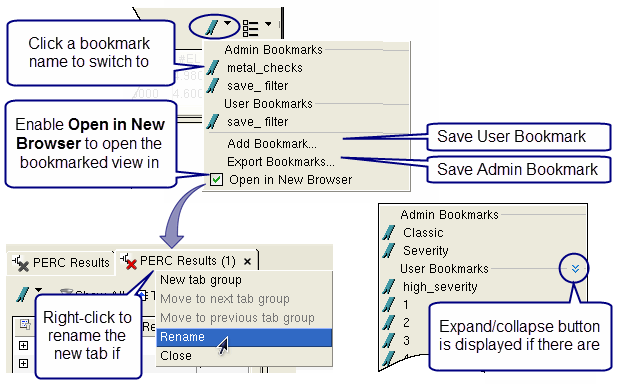 Click a bookmark
name to switch to
Admin Bookmarks
metal_checks
save_ filter
User Bookmarks
save_ filter
Add Bookmark...
Export Bookmarks...
Open in New Browser
Enable Open in New
Browser to open the
bookmarked view in
Save User Bookmark
Save Admin Bookmark
PERC Results
PERC Results (1)
New tab group
Move to next tab group
Move to previous tab group
Rename
Close
Right-click to
rename the
new tab if
Admin Bookmarks
Classic
Severity
User Bookmarks
high_severity
1
2
3
Expand/collapse button
is displayed if there are